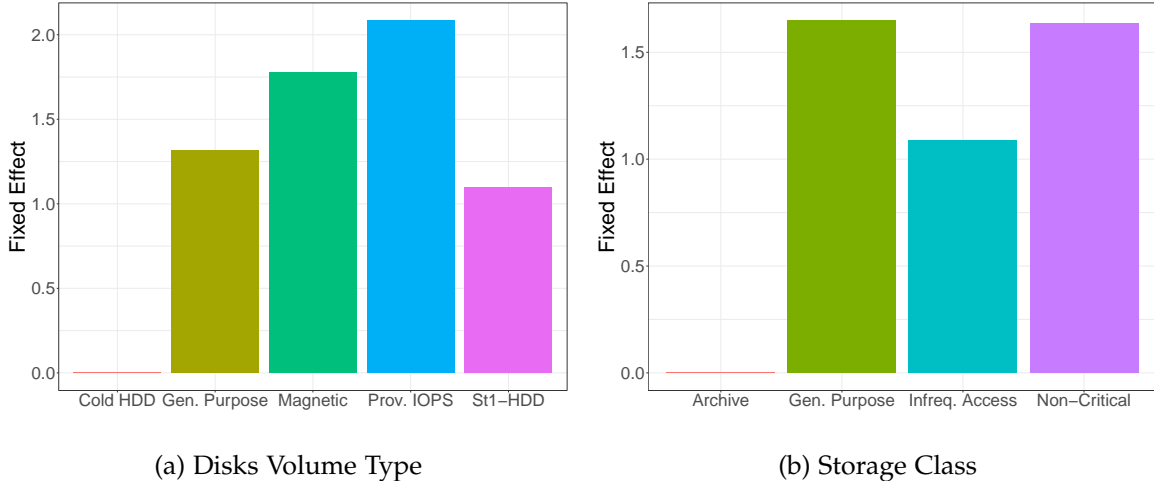 Fixed Effect
2.0
1.5
1.0
0.5
0.0
Cold HDD Gen. Purpose Magnetic Prov. IOPS St1−HDD
(a) Disks Volume Type
Fixed Effect
1.5
1.0
0.5
0.0
Archive Gen. Purpose Infreq. Access Non−Critical
(b) Storage Class